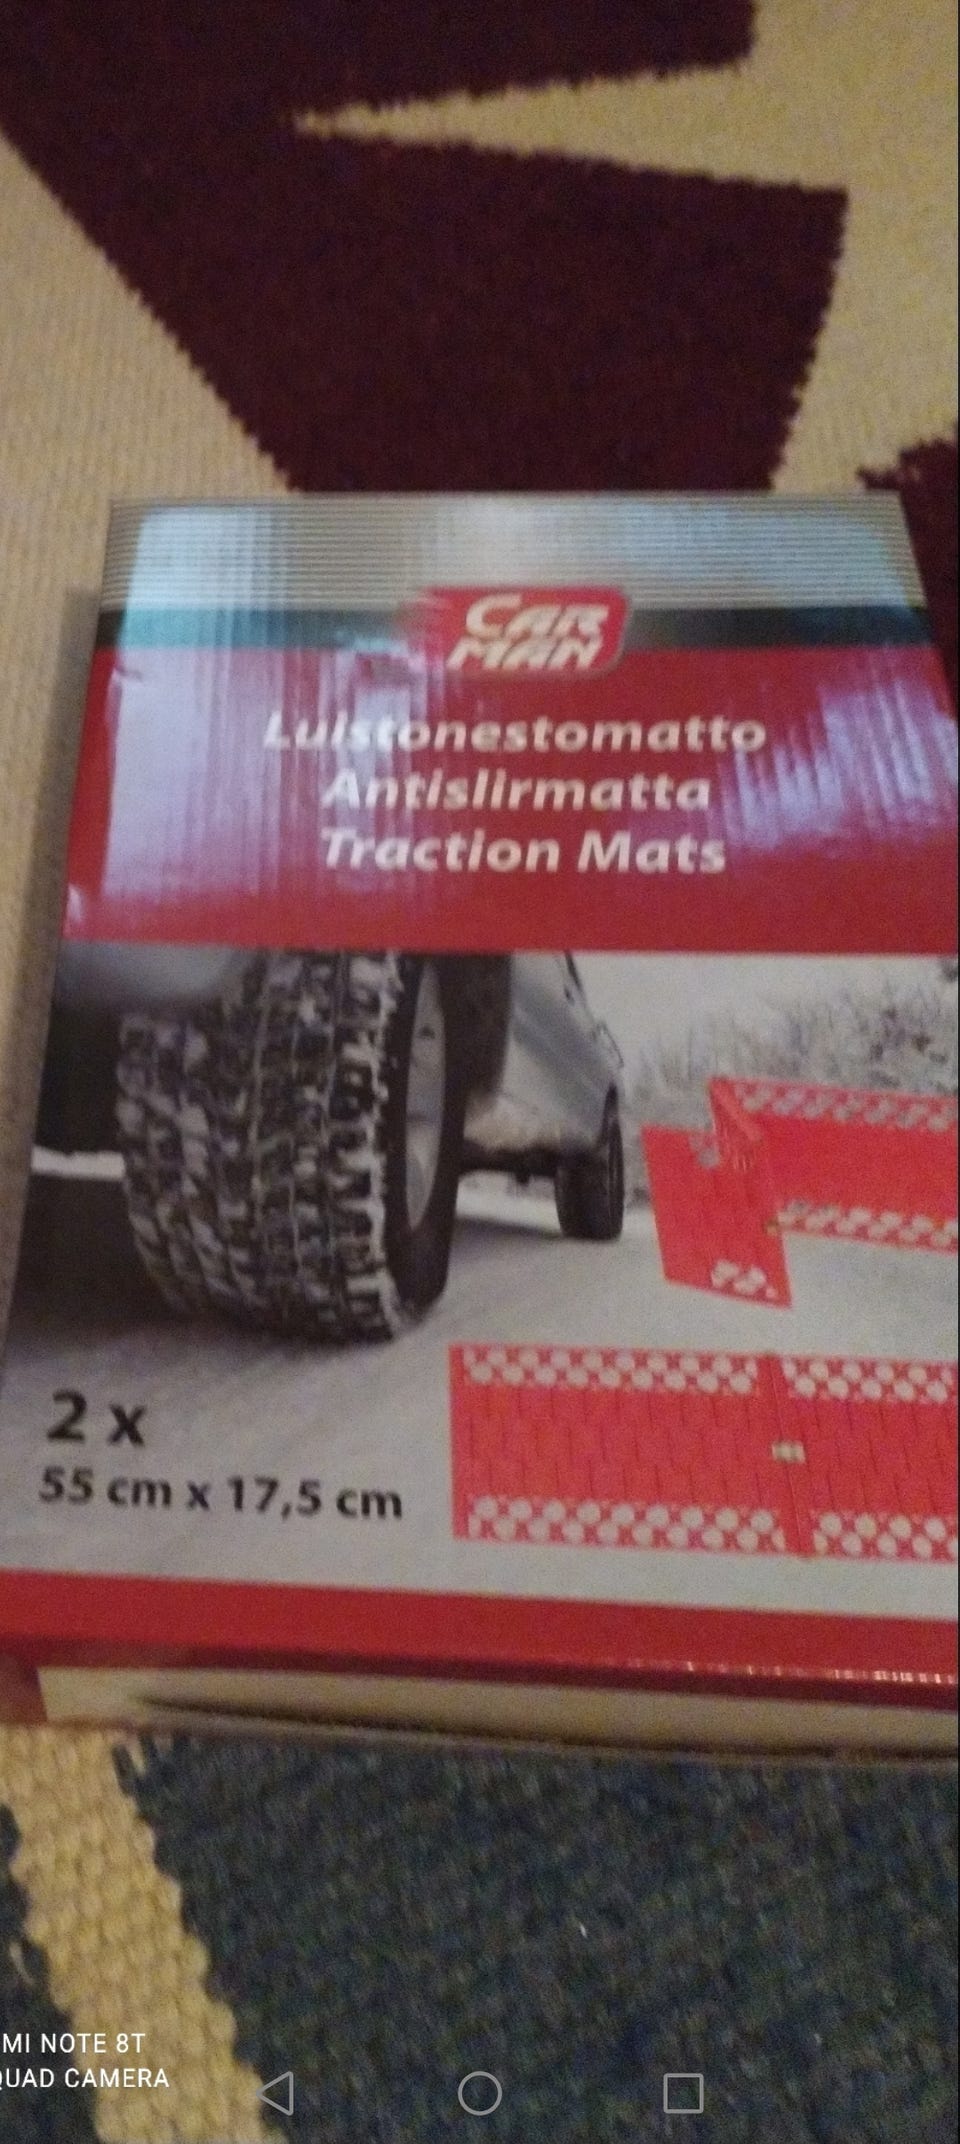 CAR
MAN
Luistonestomatto
Antislirmatta
Traction Mats
2 x
55 cm x 17,5 cm
MI NOTE 8T
QUAD CAMERA